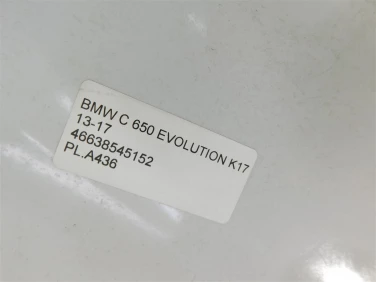 BMW C 650 EVOLUTION K17
13-17
46638545152
PL.A436